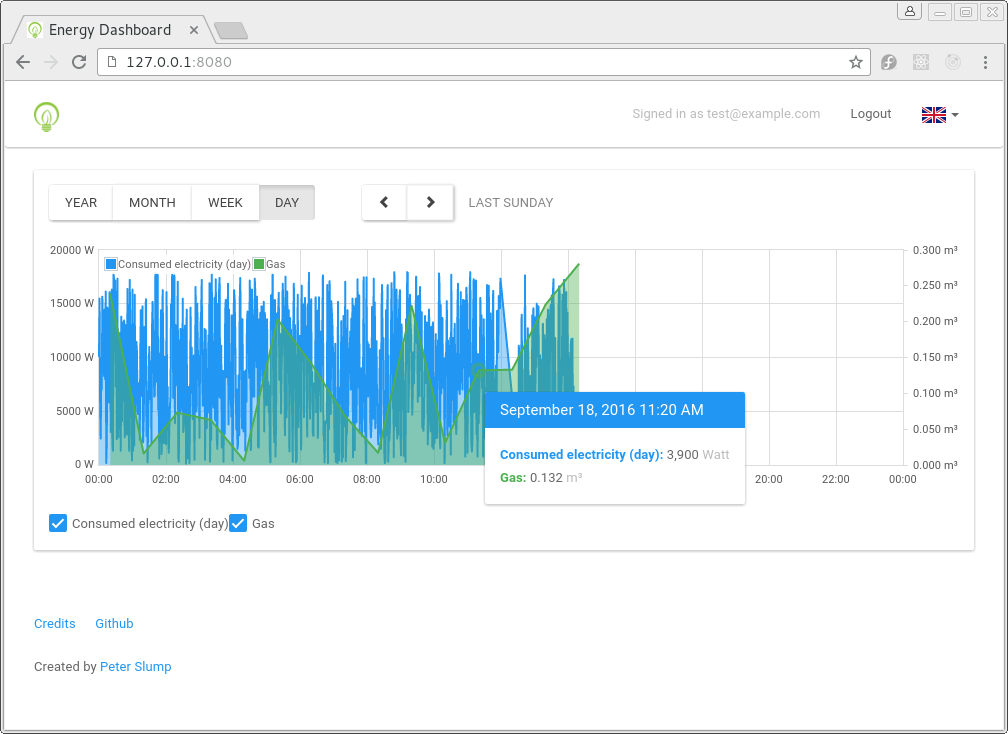 Energy Dashboard
127.0.0.1:8080
Signed in as test@example.com Logout
YEAR MONTH WEEK DAY LAST SUNDAY
20000 W 0.300 m³
Consumed electricity (day) Gas
0.250 m³
15000 W
0.200 m³
10000 W 0.150 m³
0.100 m³
September 18, 2016 11:20 AM
5000 W
0.050 m³
Consumed electricity (day): 3,900 Watt
0 W 0.000 m³
Gas: 0.132 m³
00:00 02:00 04:00 06:00 08:00 10:00 20:00 22:00 00:00
Consumed electricity (day) Gas
Credits Github
Created by Peter Slump